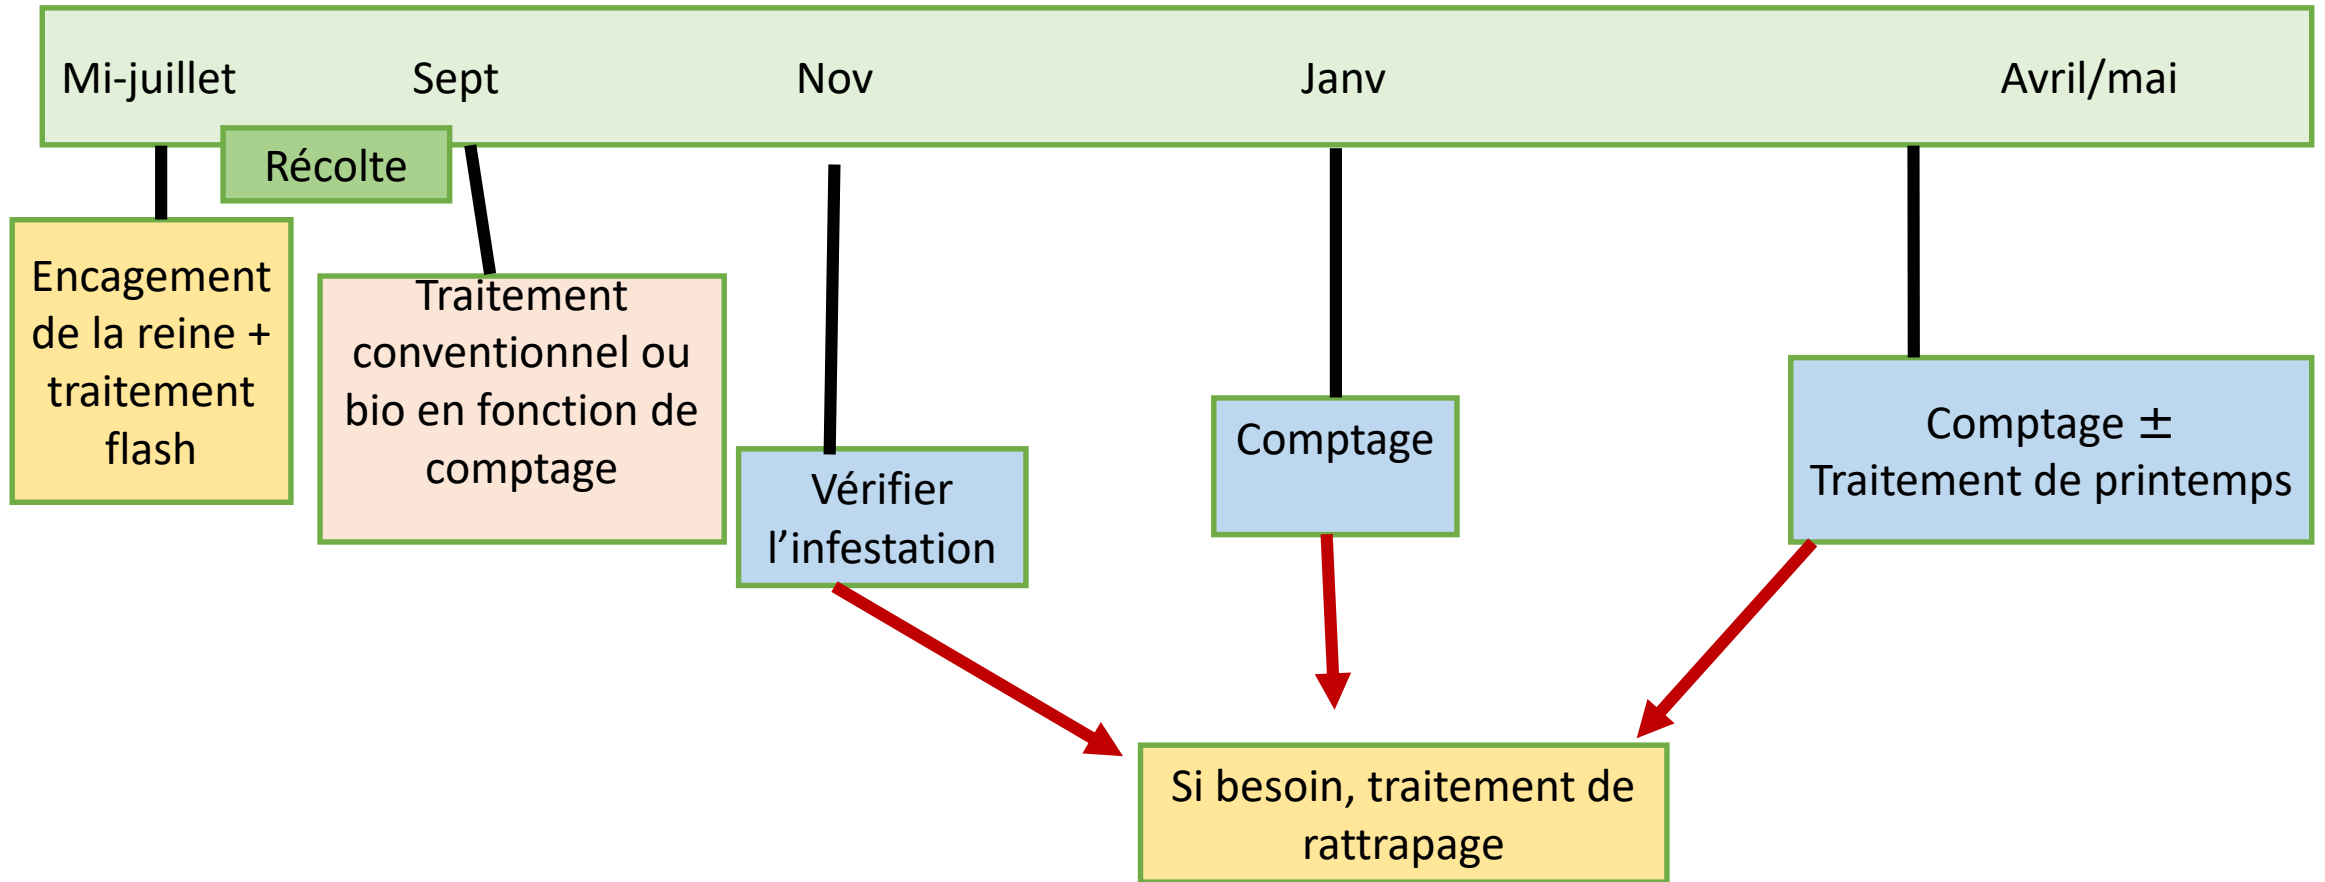 Mi-juillet
Sept
Nov
Janv
Avril/mai
Récolte
Encagement
de la reine +
traitement
flash
Traitement
conventionnel ou
bio en fonction de
comptage
Vérifier
l’infestation
Comptage
Comptage ±
Traitement de printemps
Si besoin, traitement de
rattrapage